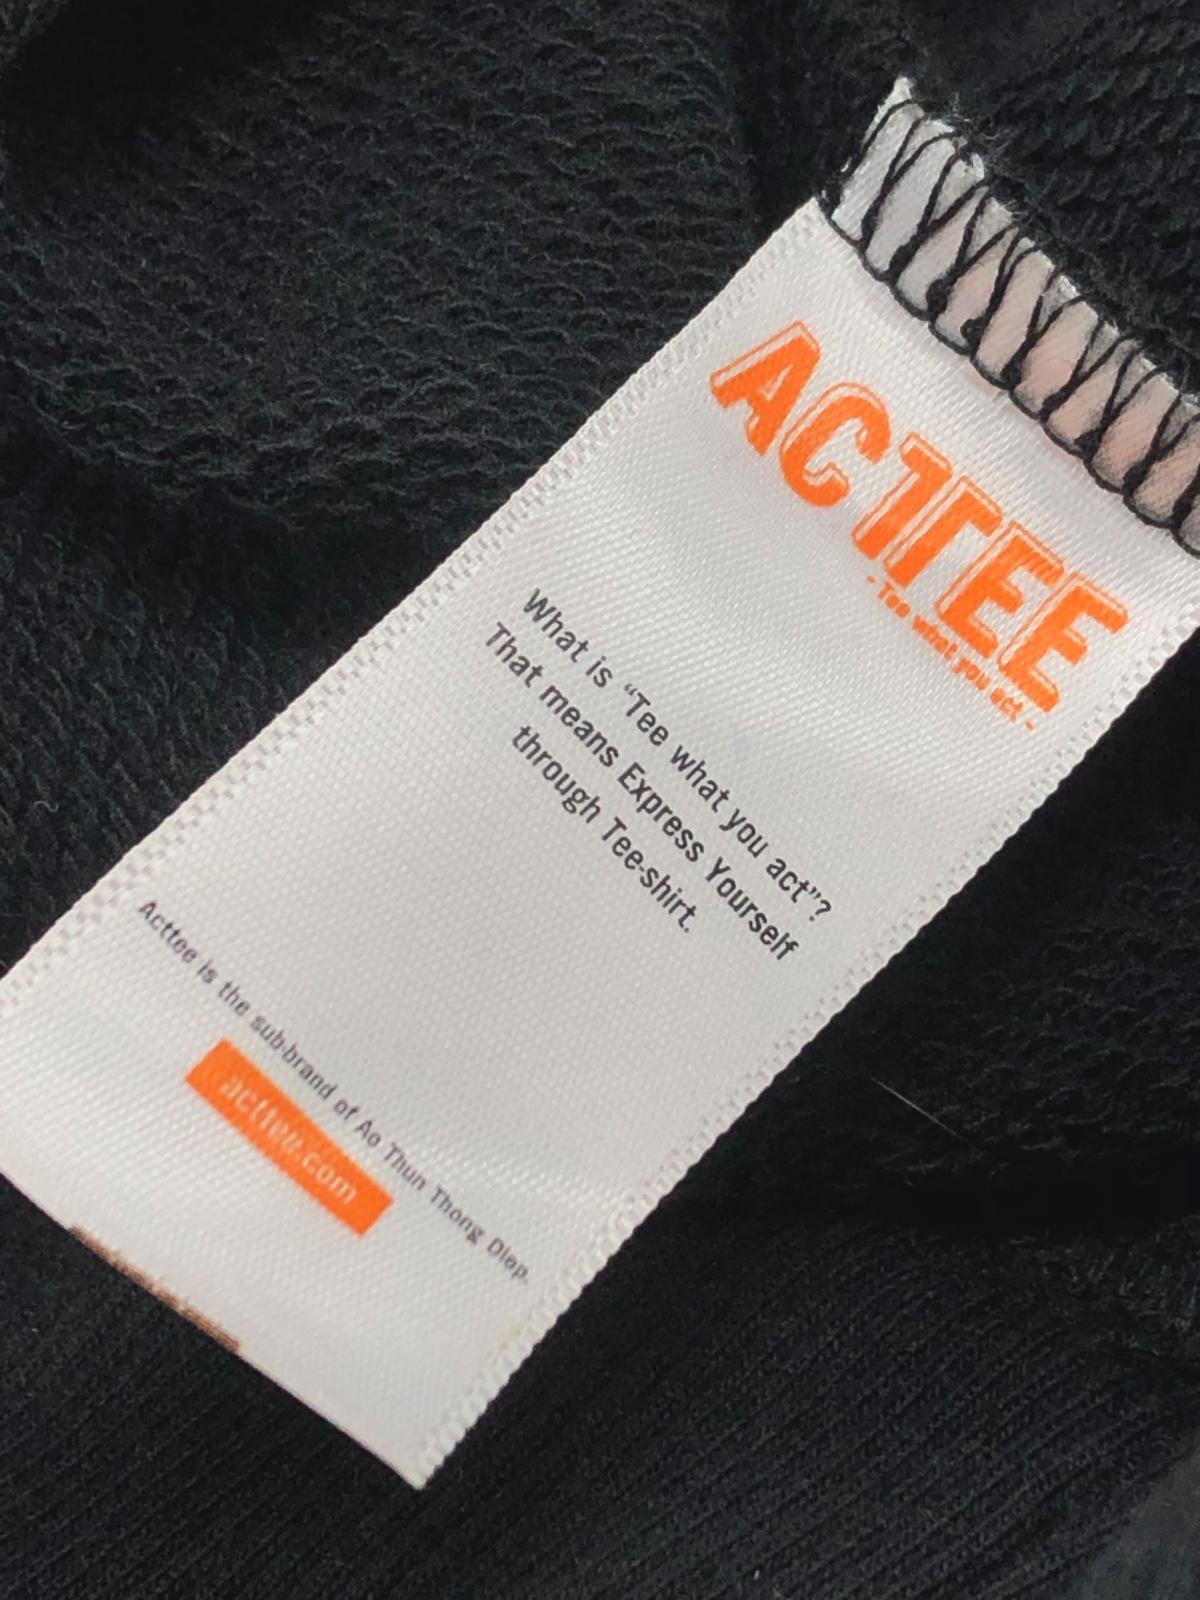 ACTTEE
- Tee what you act -
What is “Tee what you act”?
That means Express Yourself
through Tee-shirt.
Acttee is the sub-brand of Ao Thun Thong Diep.
acttee.com